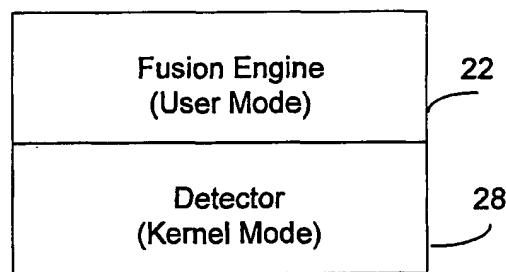 Fusion Engine
(User Mode)
22
Detector
(Kernel Mode)
28